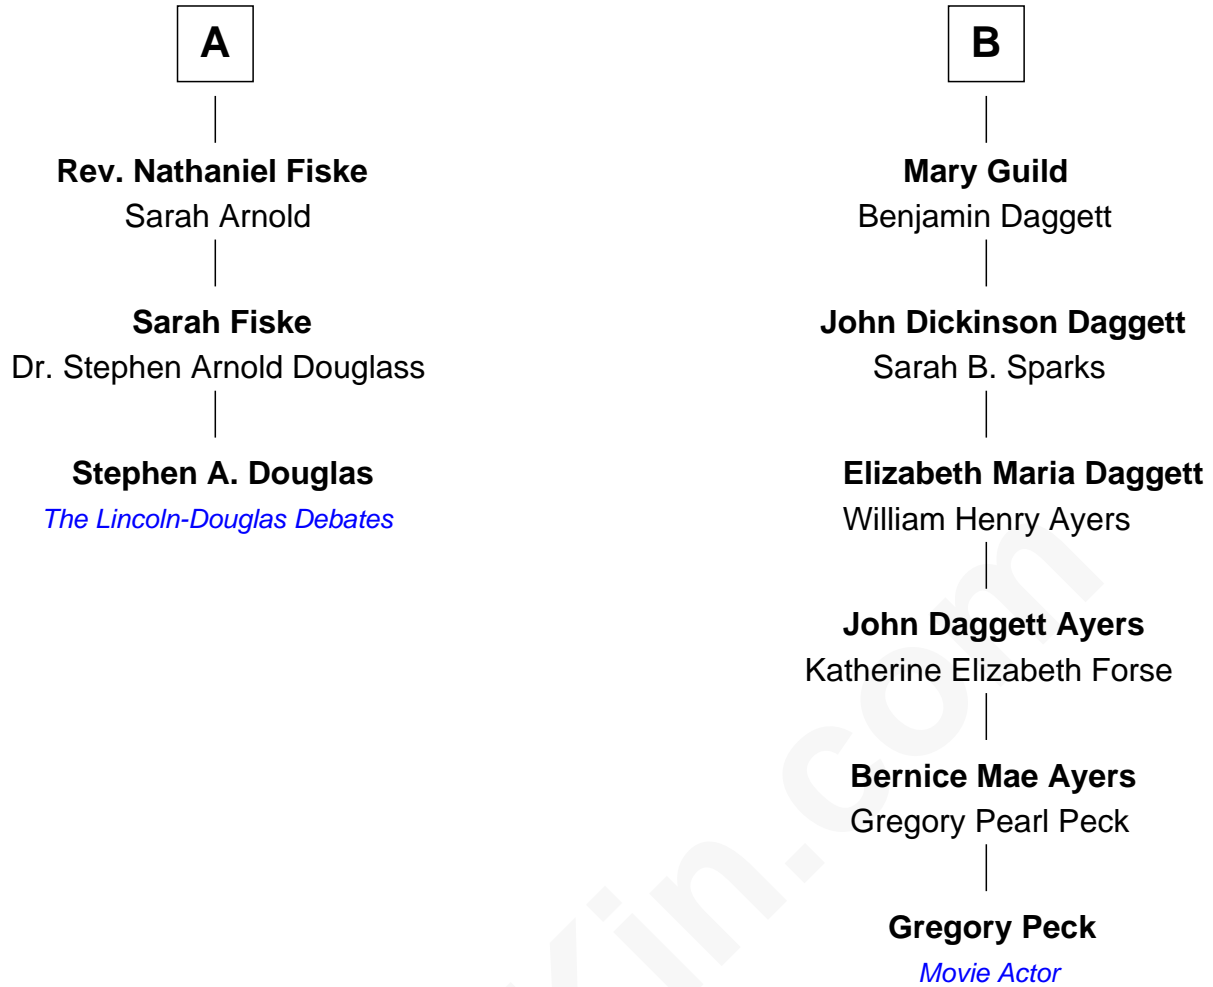 A
Rev. Nathaniel Fiske
Sarah Arnold
Sarah Fiske
Dr. Stephen Arnold Douglass
Stephen A. Douglas
The Lincoln-Douglas Debates
B
Mary Guild
Benjamin Daggett
John Dickinson Daggett
Sarah B. Sparks
Elizabeth Maria Daggett
William Henry Ayers
John Daggett Ayers
Katherine Elizabeth Forse
Bernice Mae Ayers
Gregory Pearl Peck
Gregory Peck
Movie Actor
Kin.com